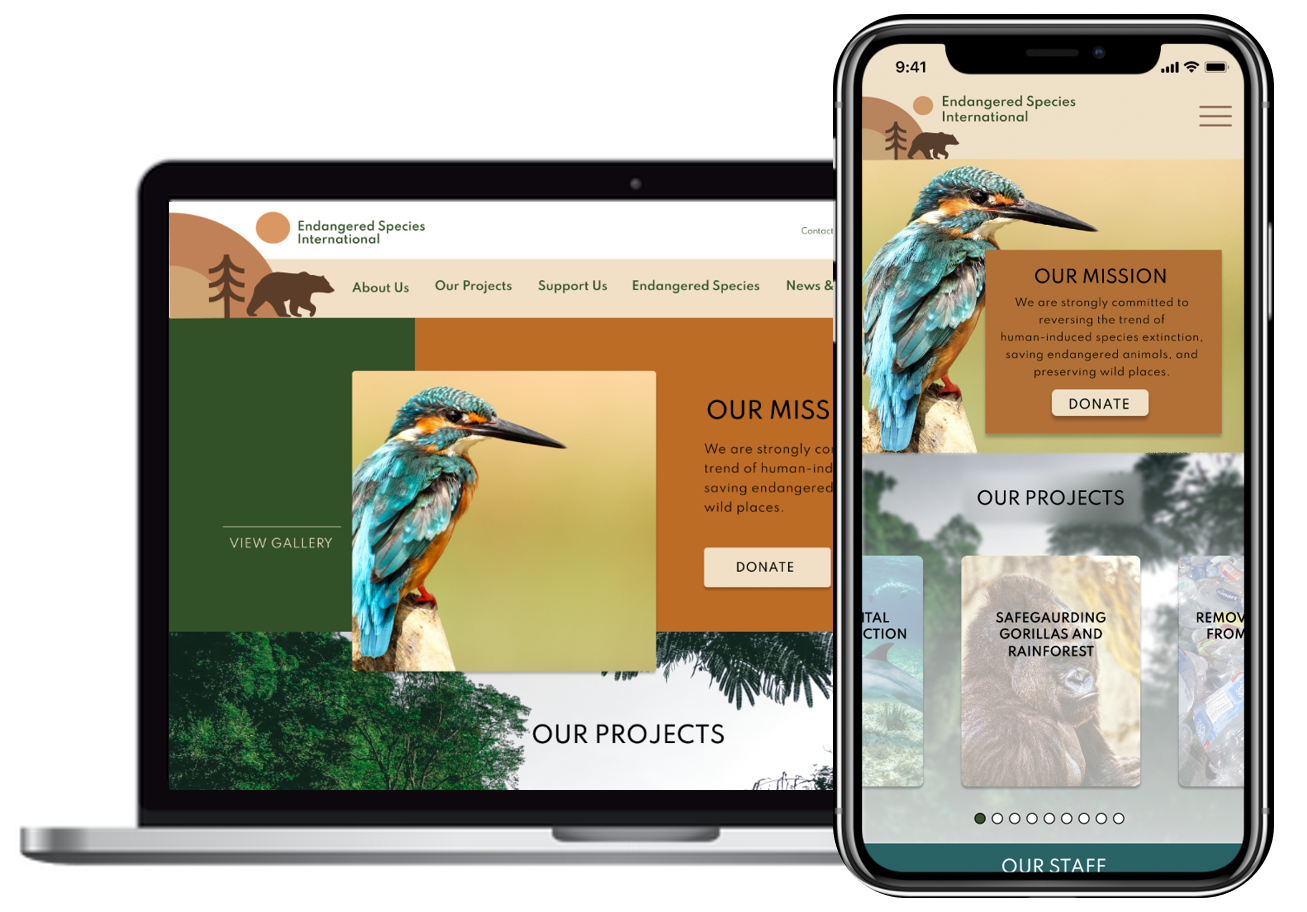 Endangered Species
International
Contact
About Us
Our Projects
Support Us
Endangered Species
News &
OUR MISS
We are strongly co
trend of human-ind
saving endangered
wild places.
DONATE
VIEW GALLERY
OUR PROJECTS
9:41
Endangered Species
International
OUR MISSION
We are strongly committed to
reversing the trend of
human-induced species extinction,
saving endangered animals, and
preserving wild places.
DONATE
OUR PROJECTS
NTAL
CTION
SAFEGAURDING
GORILLAS AND
RAINFOREST
REMOV
FROM
OUR STAFF